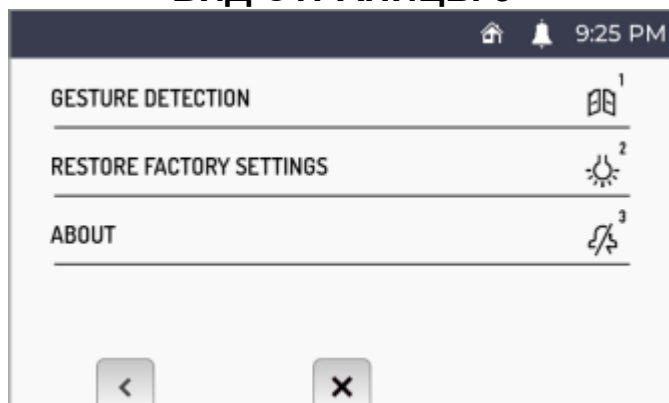 9:25 PM
GESTURE DETECTION 1
RESTORE FACTORY SETTINGS 2
ABOUT 3